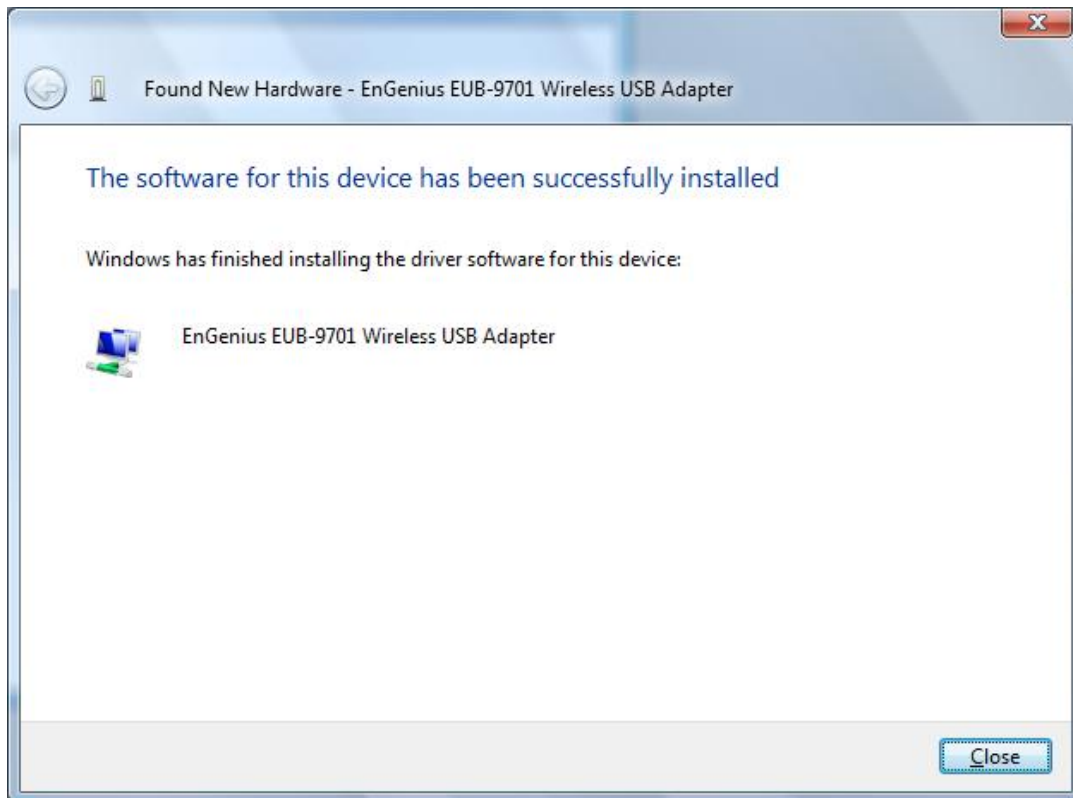 Found New Hardware - EnGenius EUB-9701 Wireless USB Adapter
The software for this device has been successfully installed
Windows has finished installing the driver software for this device:
EnGenius EUB-9701 Wireless USB Adapter
Close